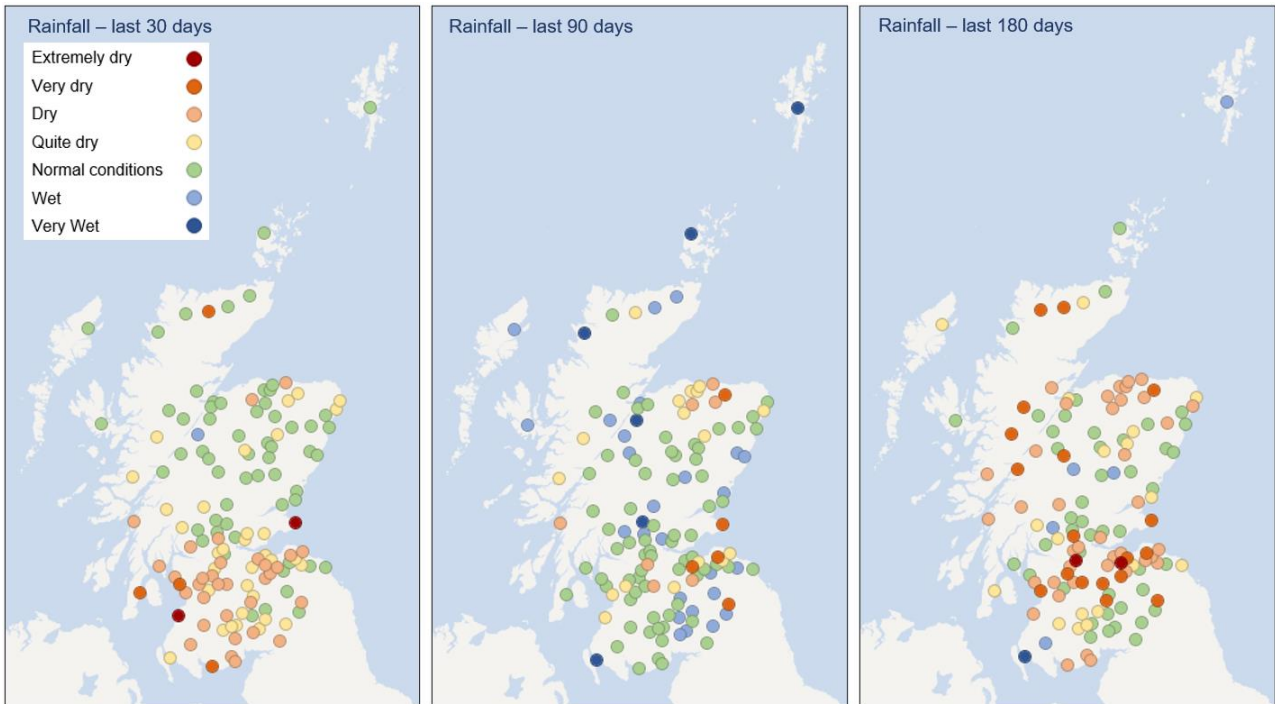 Rainfall – last 30 days
Extremely dry
Very dry
Dry
Quite dry
Normal conditions
Wet
Very Wet
Rainfall – last 90 days
Rainfall – last 180 days